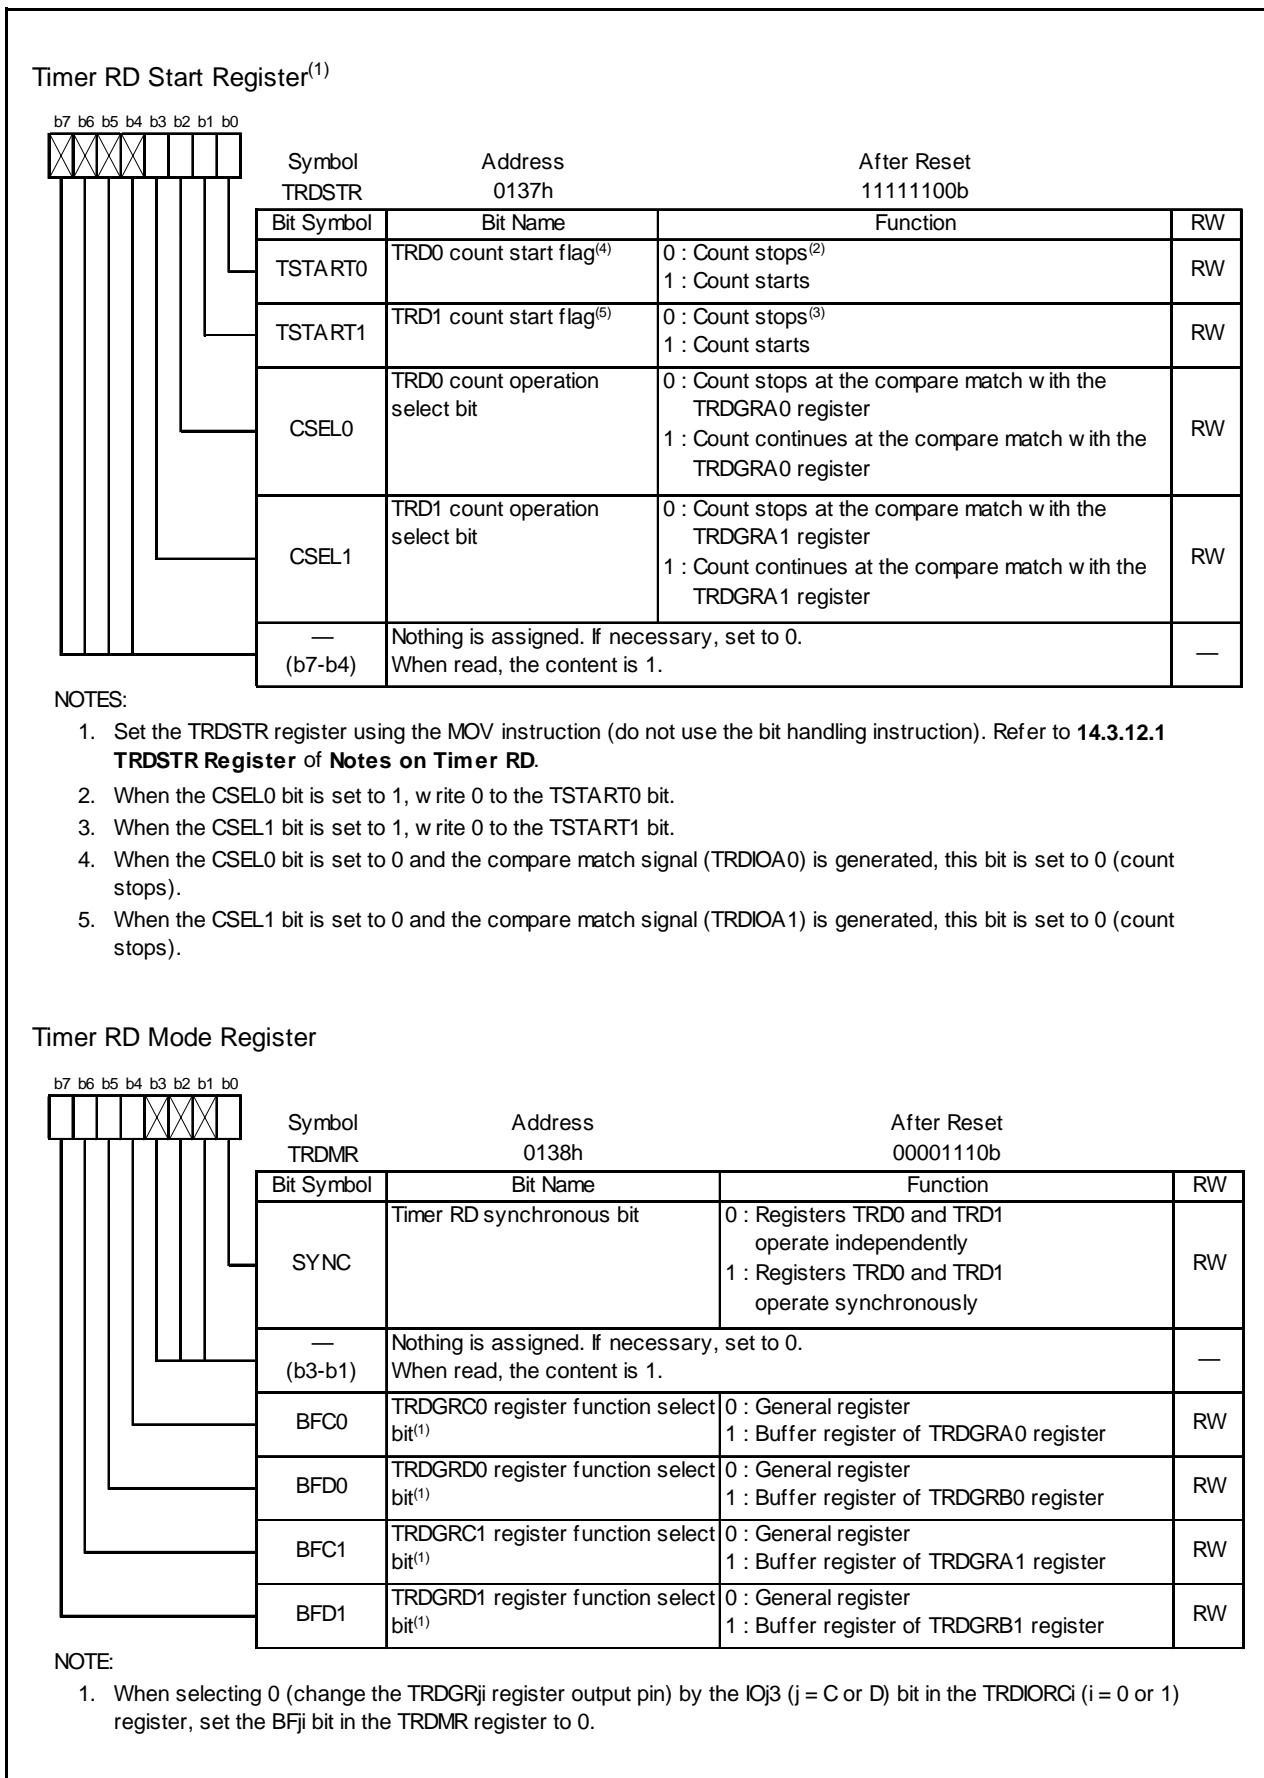 Timer RD Start Register(1)
b7 b6 b5 b4 b3 b2 b1 b0
Symbol Address After Reset
TRDSTR 0137h 11111100b
Bit Symbol Bit Name Function RW
TSTART0 TRD0 count start flag(4) 0 : Count stops(2) RW
1 : Count starts
TSTART1 TRD1 count start flag(5) 0 : Count stops(3) RW
1 : Count starts
CSEL0 TRD0 count operation 0 : Count stops at the compare match with the RW
select bit TRDGRA0 register
1 : Count continues at the compare match with the
TRDGRA0 register
CSEL1 TRD1 count operation 0 : Count stops at the compare match with the RW
select bit TRDGRA1 register
1 : Count continues at the compare match with the
TRDGRA1 register
— Nothing is assigned. If necessary, set to 0. —
(b7-b4) When read, the content is 1.
NOTES:
1. Set the TRDSTR register using the MOV instruction (do not use the bit handling instruction). Refer to 14.3.12.1
TRDSTR Register of Notes on Timer RD.
2. When the CSEL0 bit is set to 1, write 0 to the TSTART0 bit.
3. When the CSEL1 bit is set to 1, write 0 to the TSTART1 bit.
4. When the CSEL0 bit is set to 0 and the compare match signal (TRDIOA0) is generated, this bit is set to 0 (count
stops).
5. When the CSEL1 bit is set to 0 and the compare match signal (TRDIOA1) is generated, this bit is set to 0 (count
stops).
Timer RD Mode Register
b7 b6 b5 b4 b3 b2 b1 b0
Symbol Address After Reset
TRDMR 0138h 00001110b
Bit Symbol Bit Name Function RW
SYNC Timer RD synchronous bit 0 : Registers TRD0 and TRD1 RW
operate independently
1 : Registers TRD0 and TRD1
operate synchronously
— Nothing is assigned. If necessary, set to 0. —
(b3-b1) When read, the content is 1.
BFC0 TRDGRC0 register function select 0 : General register RW
bit(1) 1 : Buffer register of TRDGRA0 register
BFD0 TRDGRD0 register function select 0 : General register RW
bit(1) 1 : Buffer register of TRDGRB0 register
BFC1 TRDGRC1 register function select 0 : General register RW
bit(1) 1 : Buffer register of TRDGRA1 register
BFD1 TRDGRD1 register function select 0 : General register RW
bit(1) 1 : Buffer register of TRDGRB1 register
NOTE:
1. When selecting 0 (change the TRDGRji register output pin) by the IOj3 (j = C or D) bit in the TRDIORCi (i = 0 or 1)
register, set the BFji bit in the TRDMR register to 0.